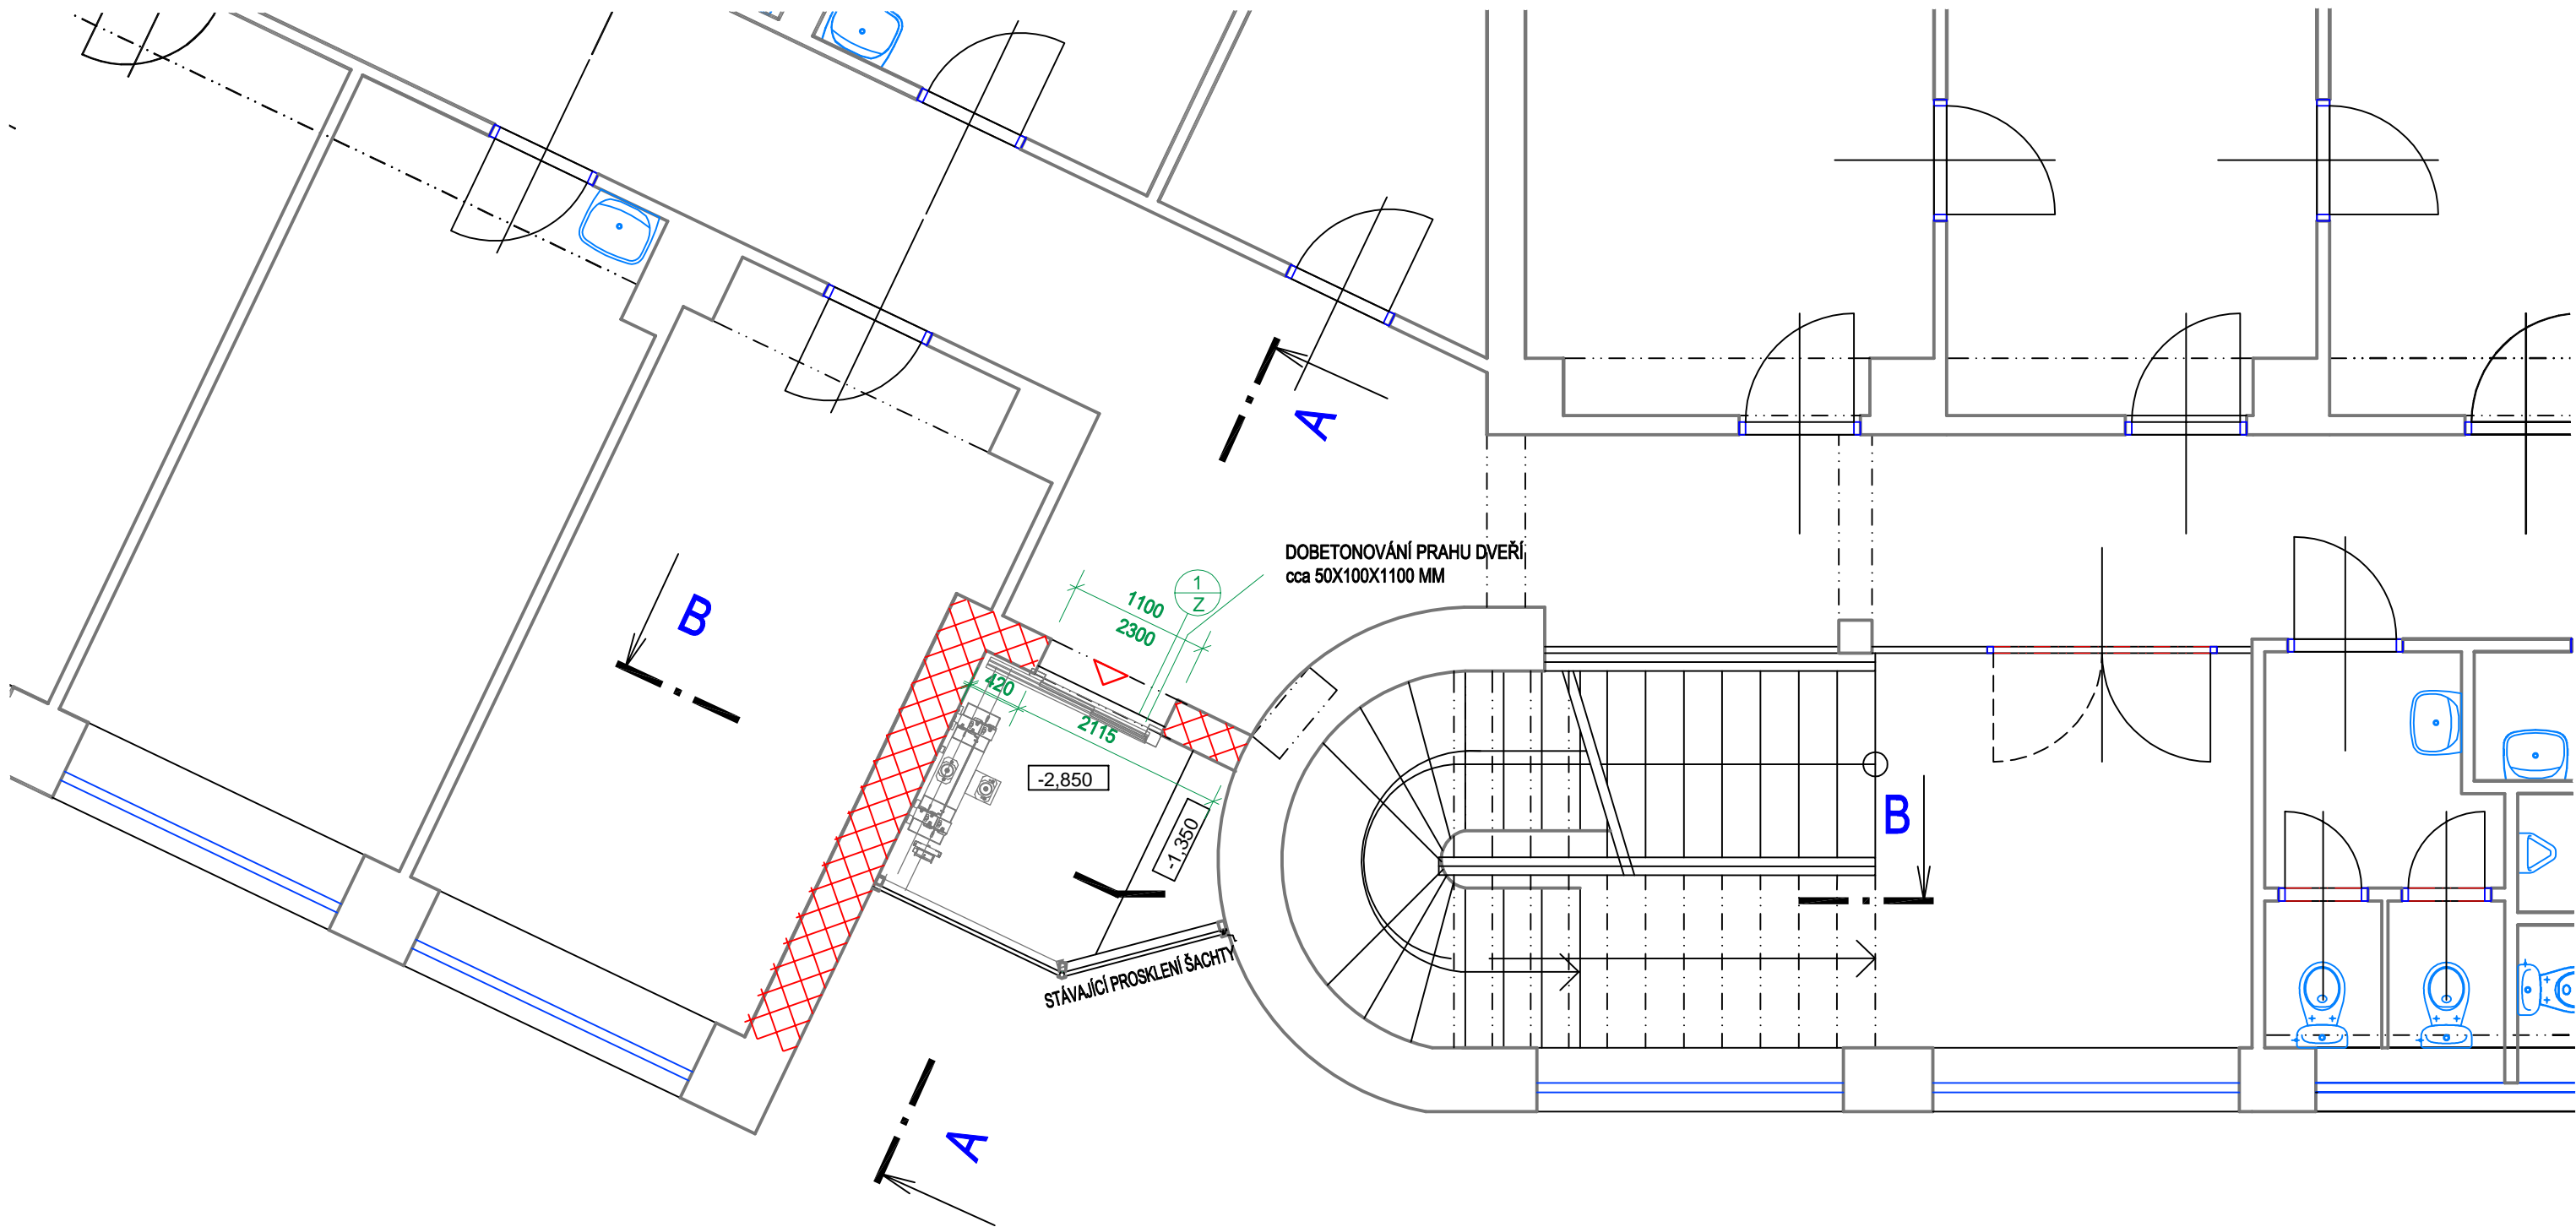 A
DOBETONOVÁNÍ PRAHU DVEŘÍ
cca 50X100X1100 MM
1
Z
1100
2300
B
420
2115
-2,850
-1,350
B
STÁVAJÍCÍ PROSKLENÍ ŠACHTY
A